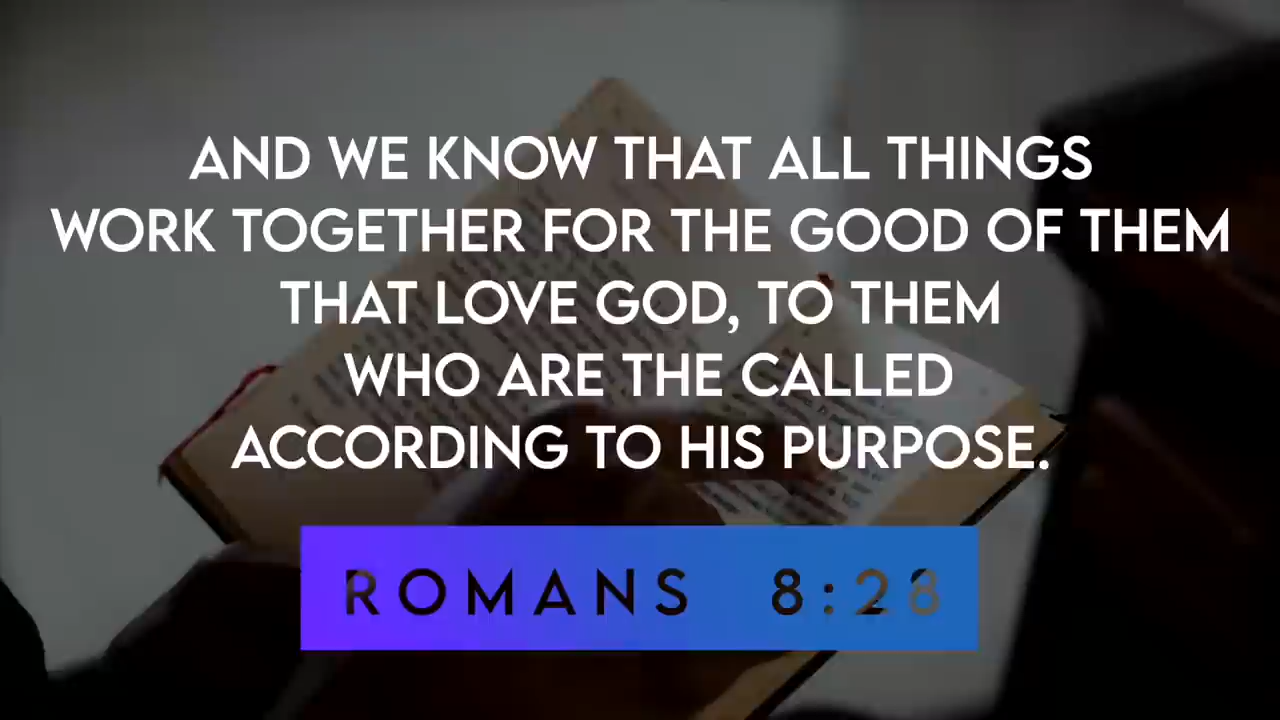 AND WE KNOW THAT ALL THINGS
WORK TOGETHER FOR THE GOOD OF THEM
THAT LOVE GOD, TO THEM
WHO ARE THE CALLED
ACCORDING TO HIS PURPOSE.
ROMANS 8:28